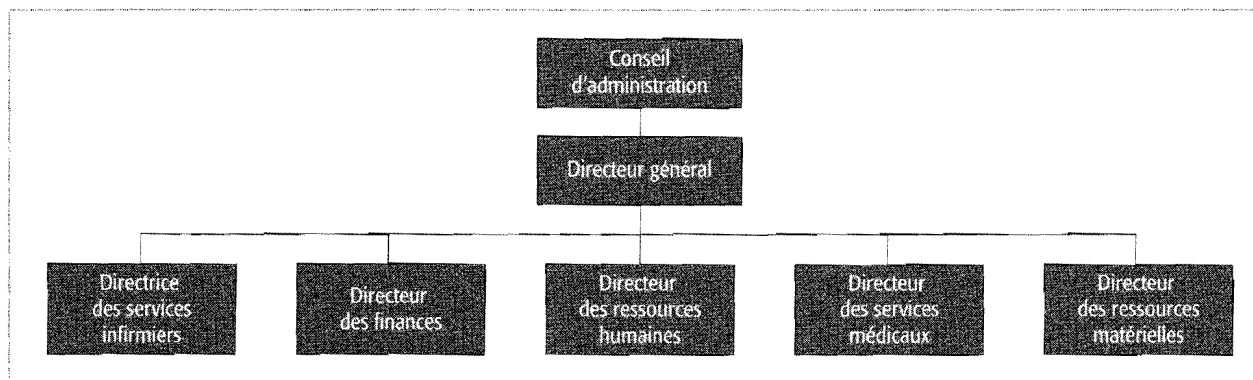 Conseil
d'administration
Directeur général
Directrice
des services
infirmiers
Directeur
des finances
Directeur
des ressources
humaines
Directeur
des services
médicaux
Directeur
des ressources
matérielles